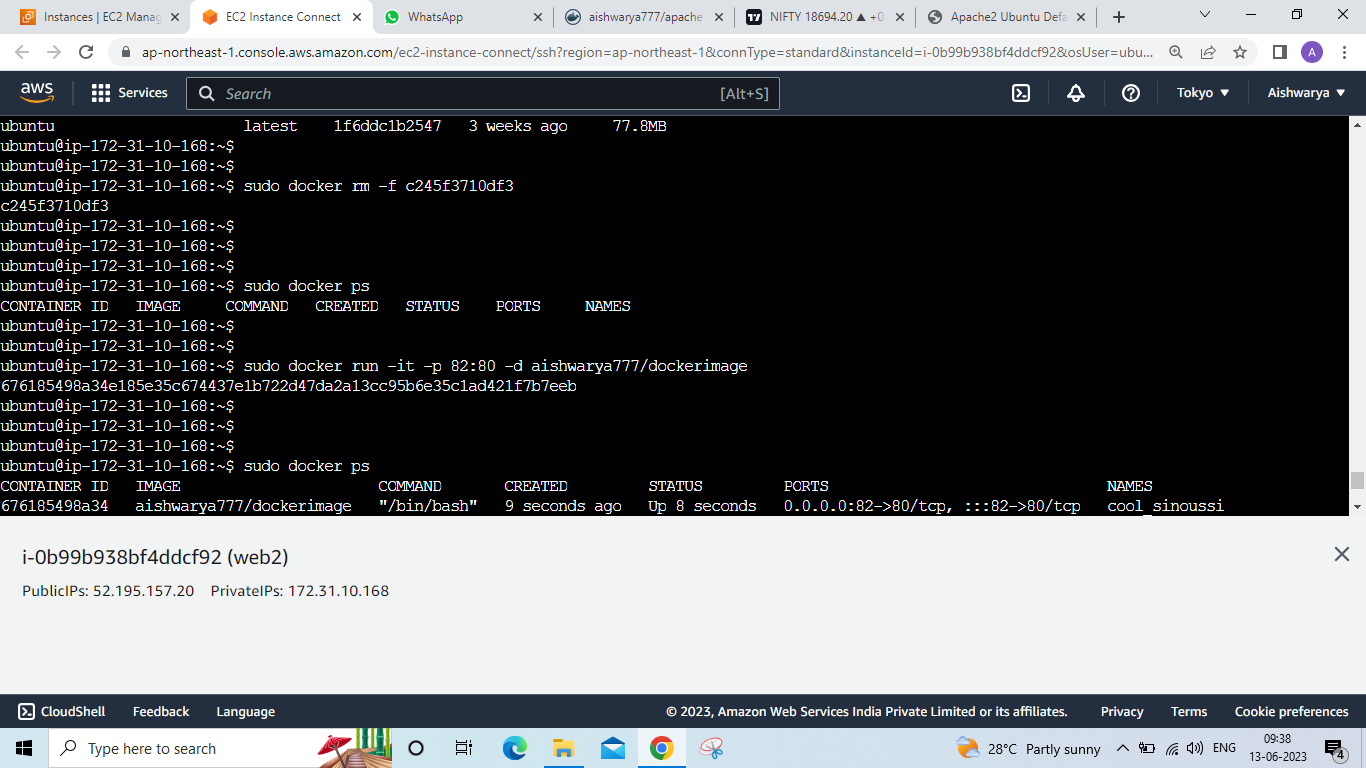 Instances | EC2 Manag
EC2 Instance Connect
WhatsApp
aishwarya777/apache
NIFTY 18694.20 ▲ +0.
Apache2 Ubuntu Defa
ap-northeast-1.console.aws.amazon.com/ec2-instance-connect/ssh?region=ap-northeast-1&connType=standard&instanceId=i-0b99b938bf4ddcf92&osUser=ubu...
A
aws
Services
Search
[Alt+S]
Tokyo ▼
Aishwarya ▼
ubuntu latest 1f6ddc1b2547 3 weeks ago 77.8MB
ubuntu@ip-172-31-10-168:~$
ubuntu@ip-172-31-10-168:~$
ubuntu@ip-172-31-10-168:~$ sudo docker rm -f c245f3710df3
c245f3710df3
ubuntu@ip-172-31-10-168:~$
ubuntu@ip-172-31-10-168:~$
ubuntu@ip-172-31-10-168:~$
ubuntu@ip-172-31-10-168:~$ sudo docker ps
CONTAINER ID IMAGE COMMAND CREATED STATUS PORTS NAMES
ubuntu@ip-172-31-10-168:~$
ubuntu@ip-172-31-10-168:~$
ubuntu@ip-172-31-10-168:~$ sudo docker run -it -p 82:80 -d aishwarya777/dockerimage
676185498a34e185e35c674437e1b722d47da2a13cc95b6e35c1ad421f7b7eeb
ubuntu@ip-172-31-10-168:~$
ubuntu@ip-172-31-10-168:~$
ubuntu@ip-172-31-10-168:~$
ubuntu@ip-172-31-10-168:~$ sudo docker ps
CONTAINER ID IMAGE COMMAND CREATED STATUS PORTS NAMES
676185498a34 aishwarya777/dockerimage "/bin/bash" 9 seconds ago Up 8 seconds 0.0.0.0:82->80/tcp, :::82->80/tcp cool_sinoussi
i-0b99b938bf4ddcf92 (web2)
PublicIPs: 52.195.157.20 PrivateIPs: 172.31.10.168
CloudShell Feedback Language © 2023, Amazon Web Services India Private Limited or its affiliates. Privacy Terms Cookie preferences
Type here to search
28°C Partly sunny
ENG
09:38
13-06-2023
4